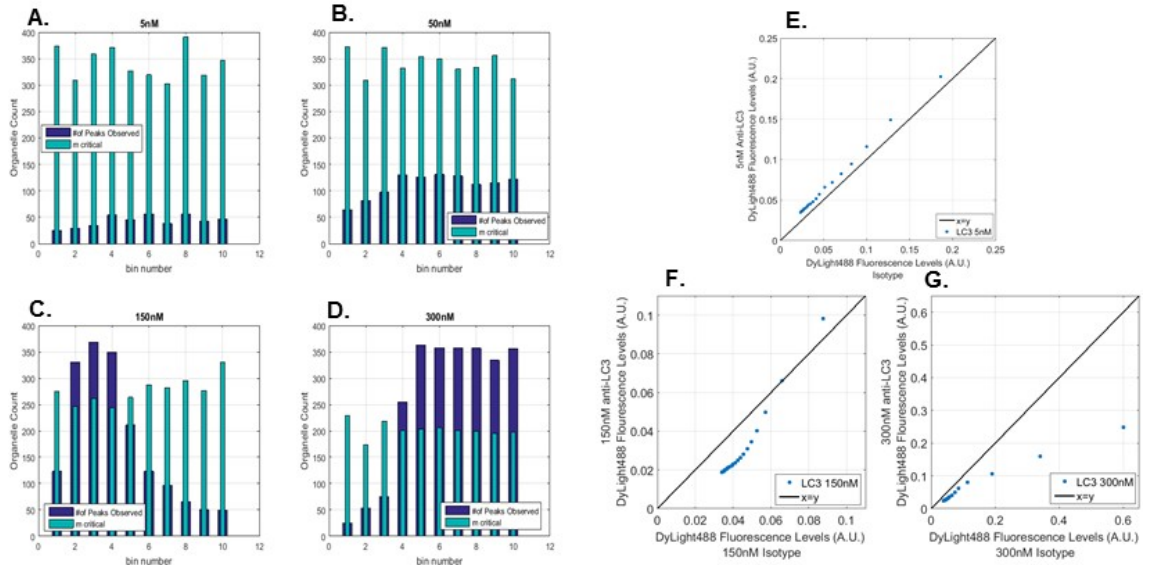 A.
5nM
Organelle Count
400
350
300
250
200
150
100
50
0
#of Peaks Observed
m critical
0 2 4 6 8 10 12
bin number
B.
50nM
Organelle Count
400
350
300
250
200
150
100
50
0
#of Peaks Observed
m critical
0 2 4 6 8 10 12
bin number
E.
5nM Anti-LC3
DyLight488 Fluorescence Levels (A.U.)
0.25
0.2
0.15
0.1
0.05
0
x=y
LC3 5nM
0 0.05 0.1 0.15 0.2 0.25
DyLight488 Fluorescence Levels (A.U.)
Isotype
C.
150nM
Organelle Count
400
350
300
250
200
150
100
50
0
#of Peaks Observed
m critical
0 2 4 6 8 10 12
bin number
D.
300nM
Organelle Count
400
350
300
250
200
150
100
50
0
#of Peaks Observed
m critical
0 2 4 6 8 10 12
bin number
F.
150nM anti-LC3
DyLight488 Fluorescence Levels (A.U.)
0.1
0.08
0.06
0.04
0.02
0
LC3 150nM
x=y
0 0.02 0.04 0.06 0.08 0.1
DyLight488 Fluorescence Levels (A.U.)
150nM Isotype
G.
300nM anti-LC3
DyLight488 Flourescence Levels (A.U.)
0.6
0.5
0.4
0.3
0.2
0.1
0
LC3 300nM
x=y
0 0.2 0.4 0.6
DyLight488 Fluorescence Levels (A.U.)
300nM Isotype